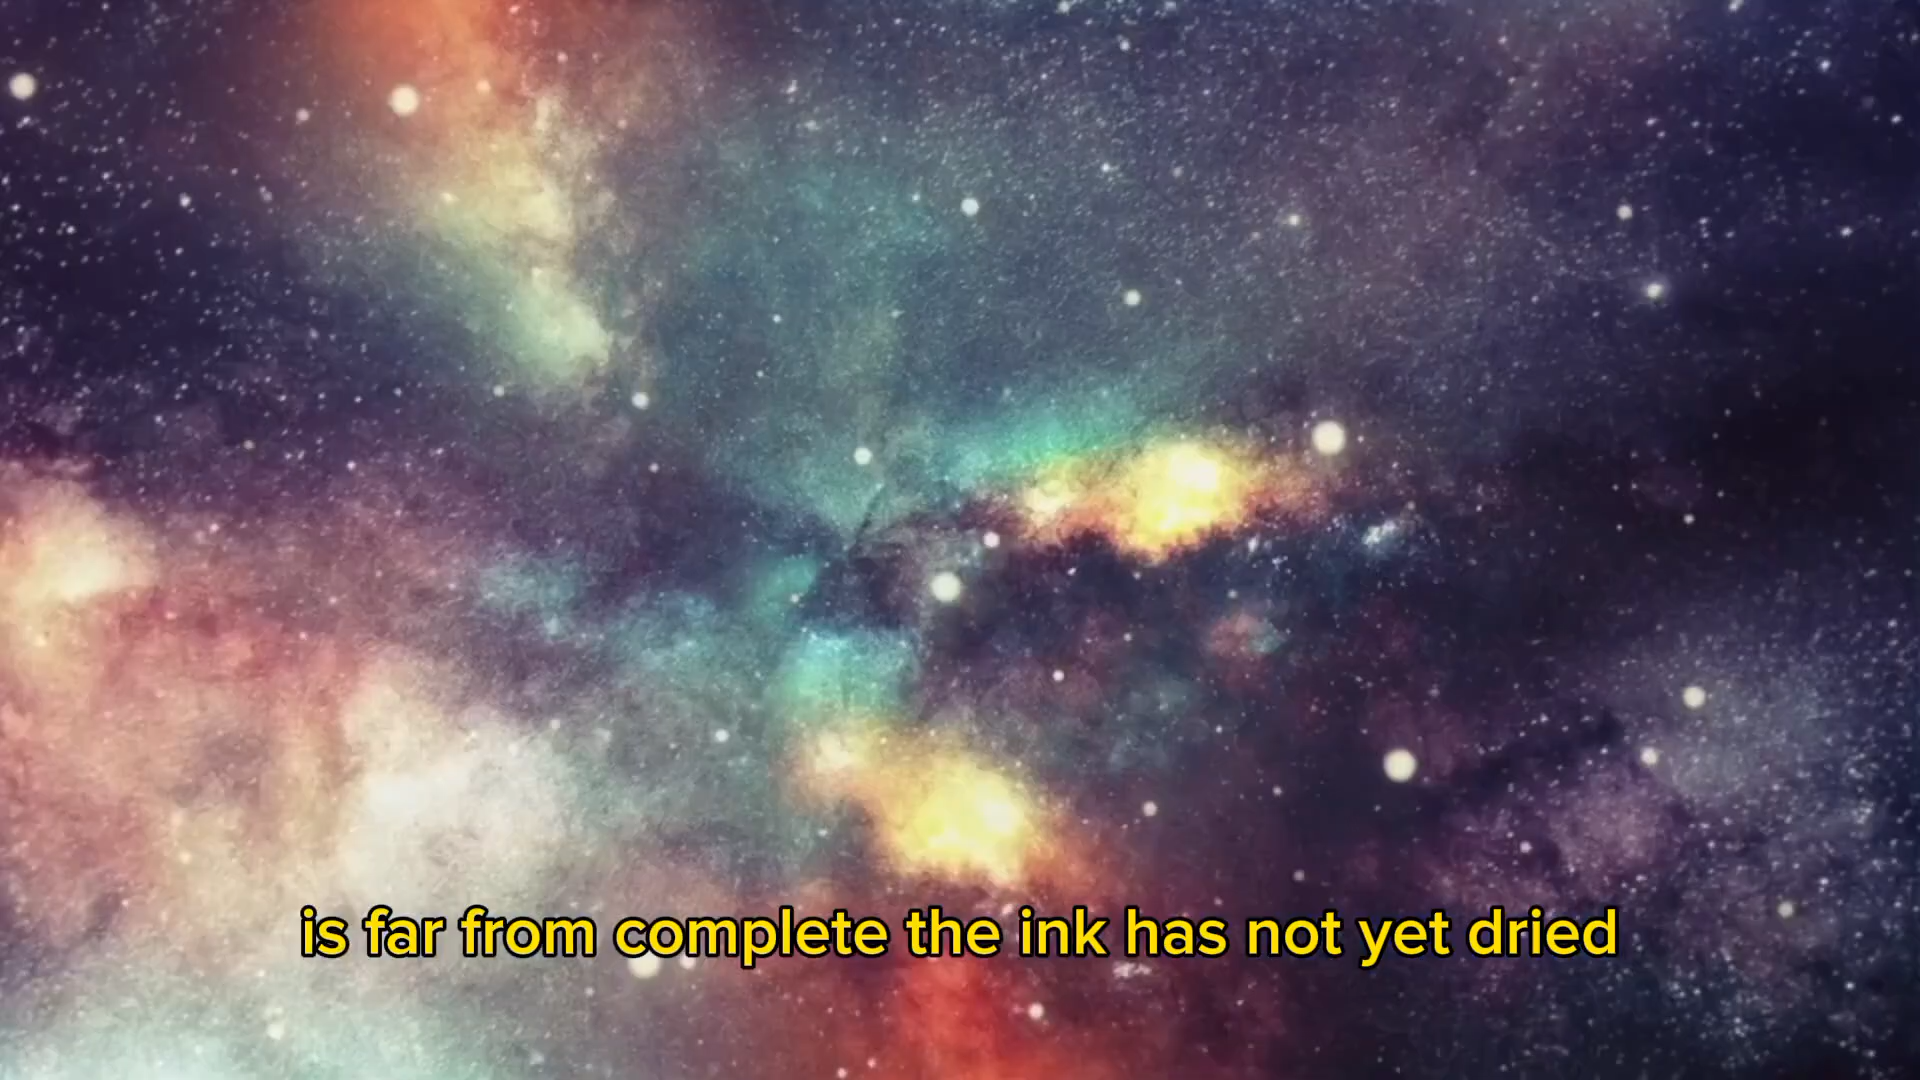 is far from complete the ink has not yet dried